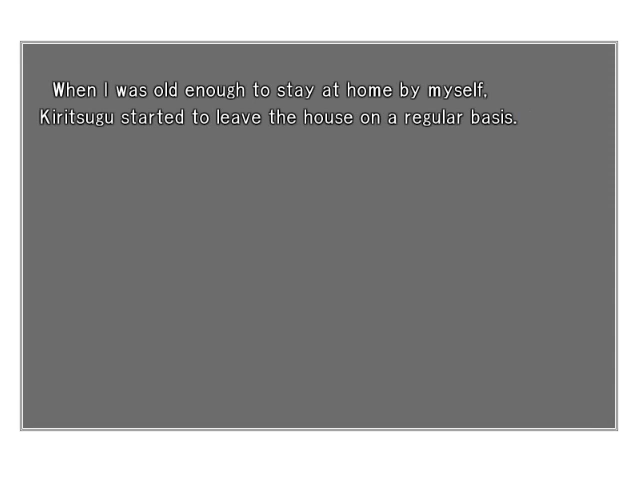 When I was old enough to stay at home by myself,
Kiritsugu started to leave the house on a regular basis.